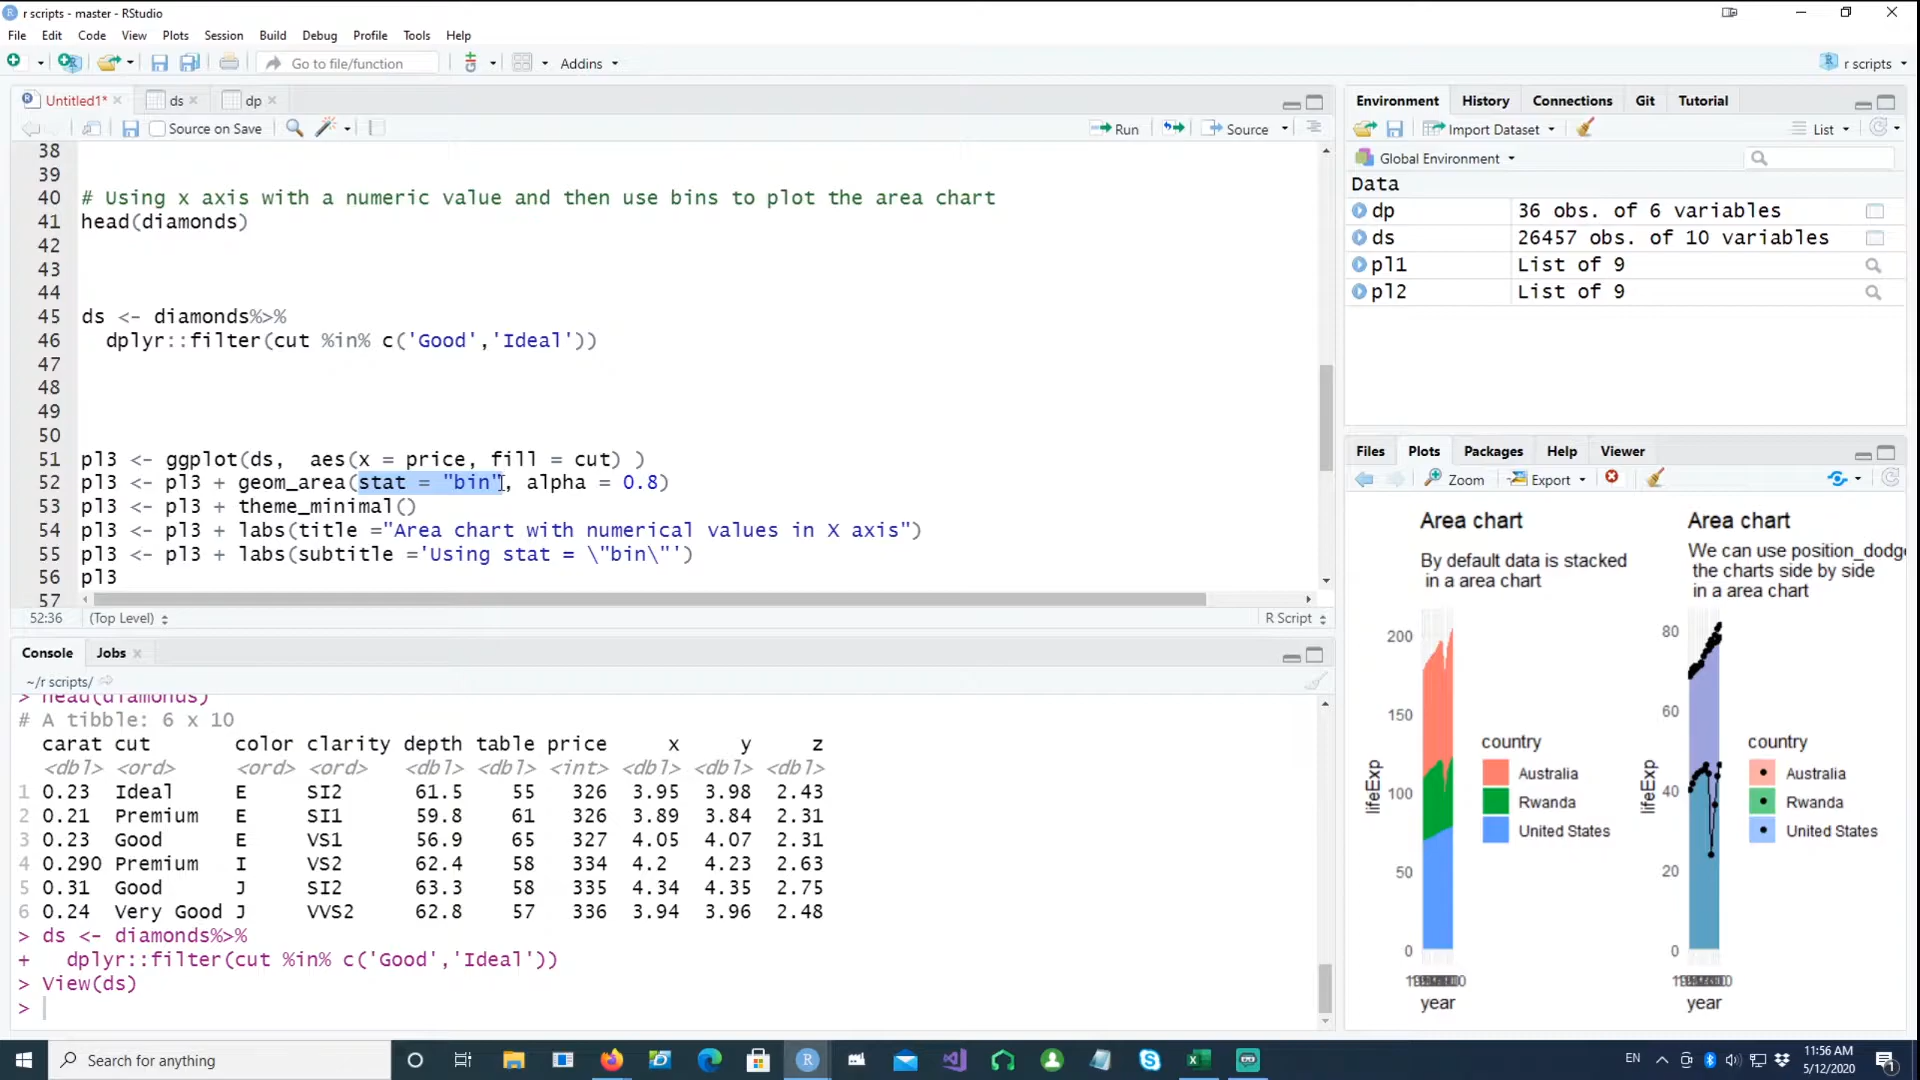 r scripts - master - RStudio
File Edit Code View Plots Session Build Debug Profile Tools Help
Go to file/function Addins r scripts
Untitled1* ds dp
Source on Save Run Source
38
39
40 # Using x axis with a numeric value and then use bins to plot the area chart
41 head(diamonds)
42
43
44
45 ds <- diamonds%>%
46 dplyr::filter(cut %in% c('Good','Ideal'))
47
48
49
50
51 pl3 <- ggplot(ds, aes(x = price, fill = cut) )
52 pl3 <- pl3 + geom_area(stat = "bin", alpha = 0.8)
53 pl3 <- pl3 + theme_minimal()
54 pl3 <- pl3 + labs(title ="Area chart with numerical values in X axis")
55 pl3 <- pl3 + labs(subtitle ='Using stat = \"bin\"')
56 pl3
57
52:36 (Top Level) R Script
Console Jobs
~/r scripts/
> head(diamonds)
# A tibble: 6 x 10
carat cut color clarity depth table price x y z
<dbl> <ord> <ord> <ord> <dbl> <dbl> <int> <dbl> <dbl> <dbl>
1 0.23 Ideal E SI2 61.5 55 326 3.95 3.98 2.43
2 0.21 Premium E SI1 59.8 61 326 3.89 3.84 2.31
3 0.23 Good E VS1 56.9 65 327 4.05 4.07 2.31
4 0.290 Premium I VS2 62.4 58 334 4.2 4.23 2.63
5 0.31 Good J SI2 63.3 58 335 4.34 4.35 2.75
6 0.24 Very Good J VVS2 62.8 57 336 3.94 3.96 2.48
> ds <- diamonds%>%
+ dplyr::filter(cut %in% c('Good','Ideal'))
> View(ds)
>
Environment History Connections Git Tutorial
Import Dataset List
Global Environment
Data
dp 36 obs. of 6 variables
ds 26457 obs. of 10 variables
pl1 List of 9
pl2 List of 9
Files Plots Packages Help Viewer
Zoom Export
Area chart
By default data is stacked
in a area chart
200
150
100
50
0
lifeExp
year
country
Australia
Rwanda
United States
Area chart
We can use position_dodge
the charts side by side
in a area chart
80
60
40
20
0
lifeExp
year
country
Australia
Rwanda
United States
Search for anything
EN
11:56 AM
5/12/2020
1